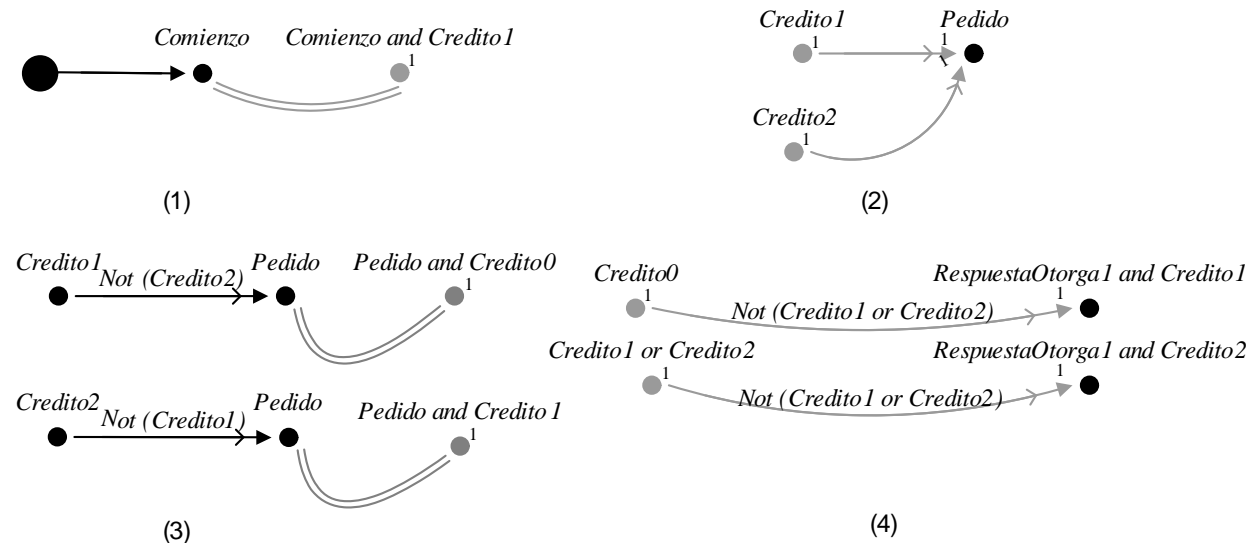 Comienzo Comienzo and Credito1
1
(1)
Credito1 Pedido
1 1
1
Credito2
1
(2)
Credito1 Not (Credito2) Pedido Pedido and Credito0
1
Credito2 Not (Credito1) Pedido Pedido and Credito1
1
(3)
Credito0 RespuestaOtorga1 and Credito1
1 Not (Credito1 or Credito2) 1
Credito1 or Credito2 RespuestaOtorga1 and Credito2
1 Not (Credito1 or Credito2) 1
(4)